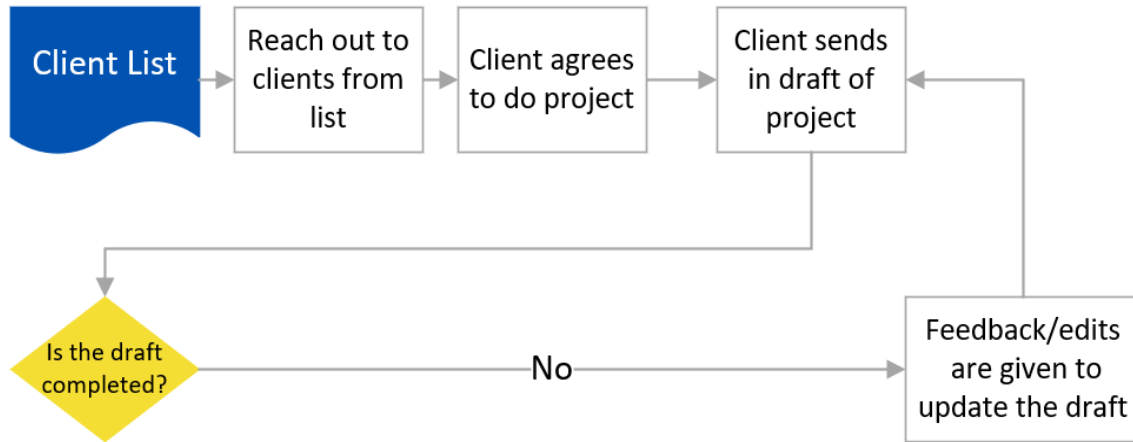 Client List
Reach out to
clients from
list
Client agrees
to do project
Client sends
in draft of
project
Is the draft
completed?
No
Feedback/edits
are given to
update the draft